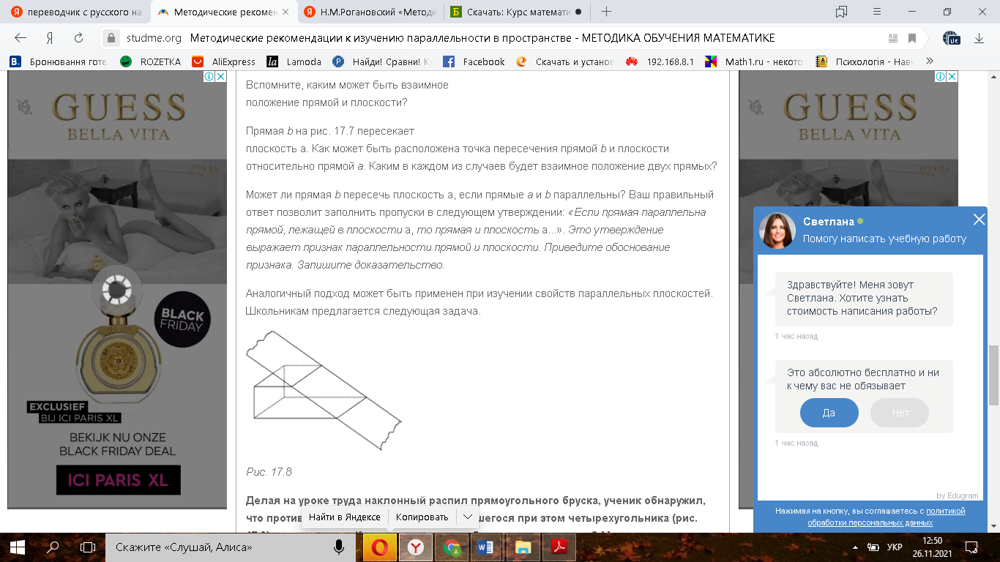 переводчик с русского на
Методические рекомен
Н.М.Рогановский «Методи
Скачать: Курс математи
studme.org Методические рекомендации к изучению параллельности в пространстве - МЕТОДИКА ОБУЧЕНИЯ МАТЕМАТИКЕ
Бронювання готе
ROZETKA
AliExpress
Lamoda
Найди! Сравни! К
Facebook
Скачать и установ
192.168.8.1
Math1.ru - некото
Психологія - Навч
GUESS
BELLA VITA
GUESS
BLACK
FRIDAY
EXCLUSIEF
BIJ ICI PARIS XL
BEKIJK NU ONZE
BLACK FRIDAY DEAL
ICI PARIS XL
Вспомните, каким может быть взаимное
положение прямой и плоскости?
Прямая b на рис. 17.7 пересекает
плоскость а. Как может быть расположена точка пересечения прямой b и плоскости
относительно прямой а. Каким в каждом из случаев будет взаимное положение двух прямых?
Может ли прямая b пересечь плоскость а, если прямые а и b параллельны? Ваш правильный
ответ позволит заполнить пропуски в следующем утверждении: «Если прямая параллельна
прямой, лежащей в плоскости а, то прямая и плоскость а...». Это утверждение
выражает признак параллельности прямой и плоскости. Приведите обоснование
признака. Запишите доказательство.
Аналогичный подход может быть применен при изучении свойств параллельных плоскостей.
Школьникам предлагается следующая задача.
Рис. 17.8
Делая на уроке труда наклонный распил прямоугольного бруска, ученик обнаружил,
что против шегося при этом четырехугольника (рис.
Найти в Яндексе
Копировать
GUESS
BELLA VITA
GUESS
Светлана
Помогу написать учебную работу
Здравствуйте! Меня зовут
Светлана. Хотите узнать
стоимость написания работы?
1 час назад
Это абсолютно бесплатно и ни
к чему вас не обязывает
Да
Нет
1 час назад
by Edugram
Нажимая на кнопку, вы соглашаетесь с политикой
обработки персональных данных
Скажите «Слушай, Алиса»
УКР
12:50
26.11.2021